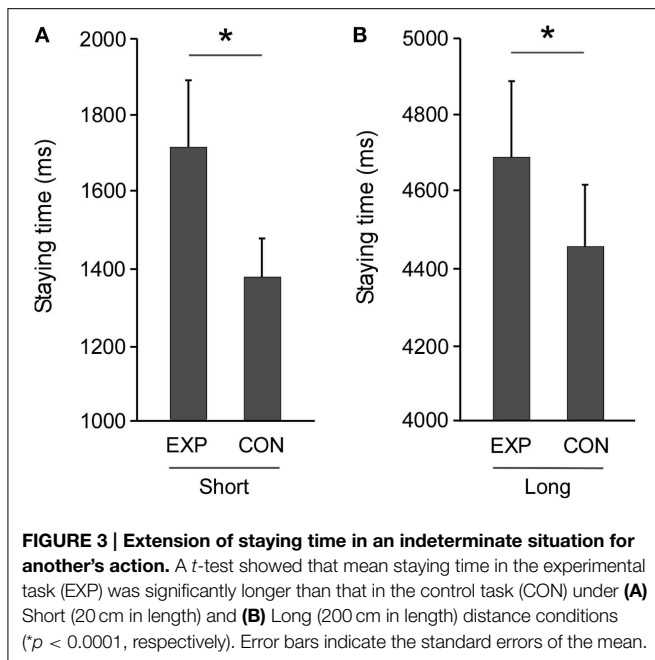 A
B
*
*
2000
1800
1600
1400
1200
1000
Staying time (ms)
5000
4800
4600
4400
4200
4000
Staying time (ms)
EXP CON
Short
EXP CON
Long
FIGURE 3 | Extension of staying time in an indeterminate situation for
another's action. A t-test showed that mean staying time in the experimental
task (EXP) was significantly longer than that in the control task (CON) under (A)
Short (20 cm in length) and (B) Long (200 cm in length) distance conditions
(*p < 0.0001, respectively). Error bars indicate the standard errors of the mean.